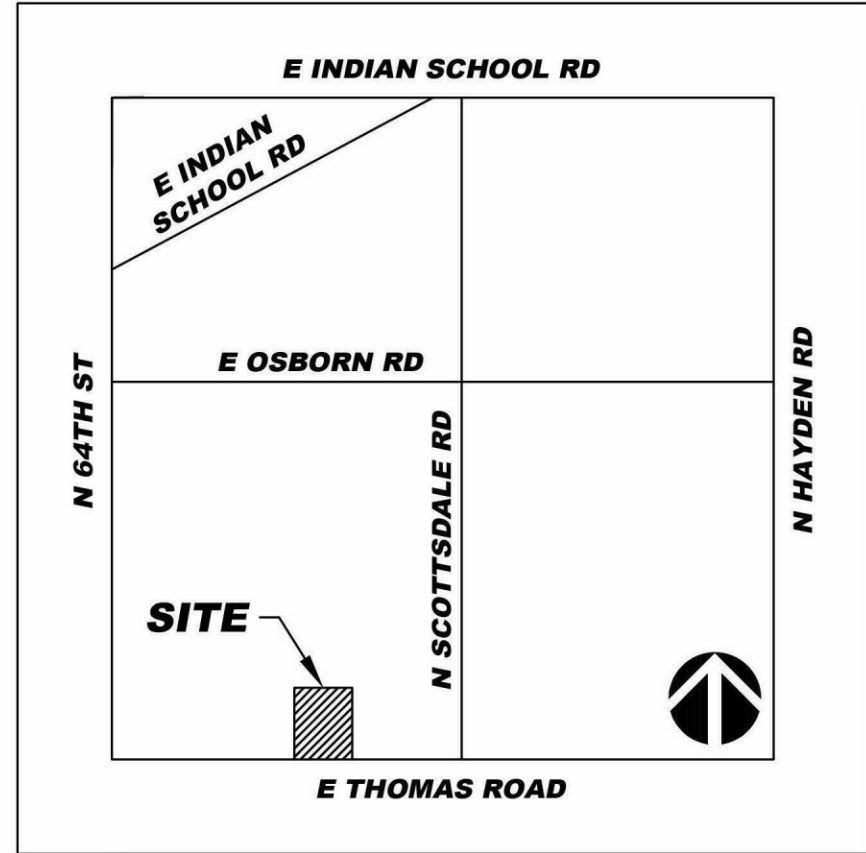 E INDIAN SCHOOL RD
E INDIAN
SCHOOL RD
E OSBORN RD
N 64TH ST
N SCOTTSDALE RD
N HAYDEN RD
SITE
E THOMAS ROAD